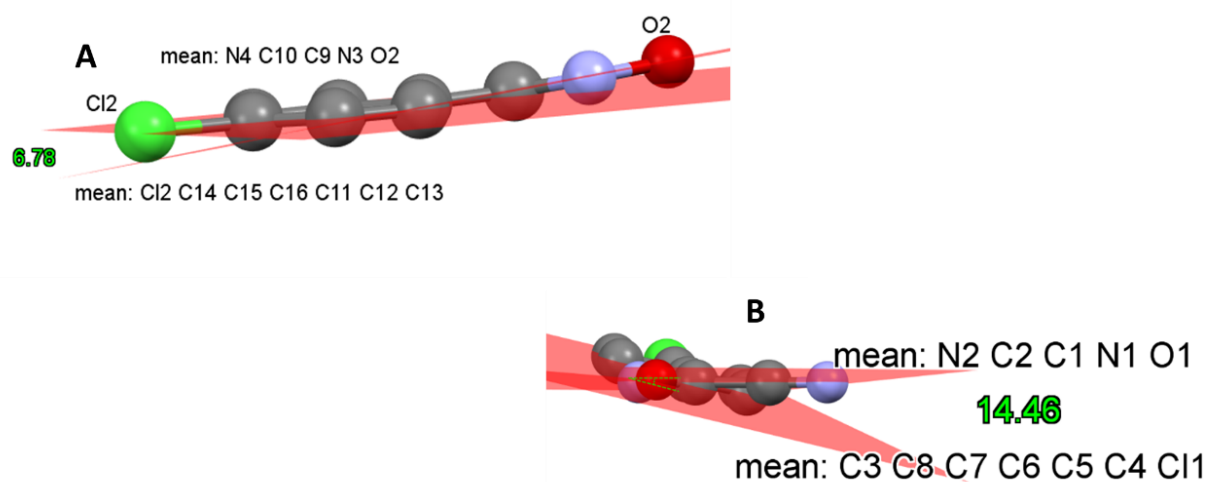 O2
A
mean: N4 C10 C9 N3 O2
Cl2
6.78
mean: Cl2 C14 C15 C16 C11 C12 C13
B
mean: N2 C2 C1 N1 O1
14.46
mean: C3 C8 C7 C6 C5 C4 Cl1